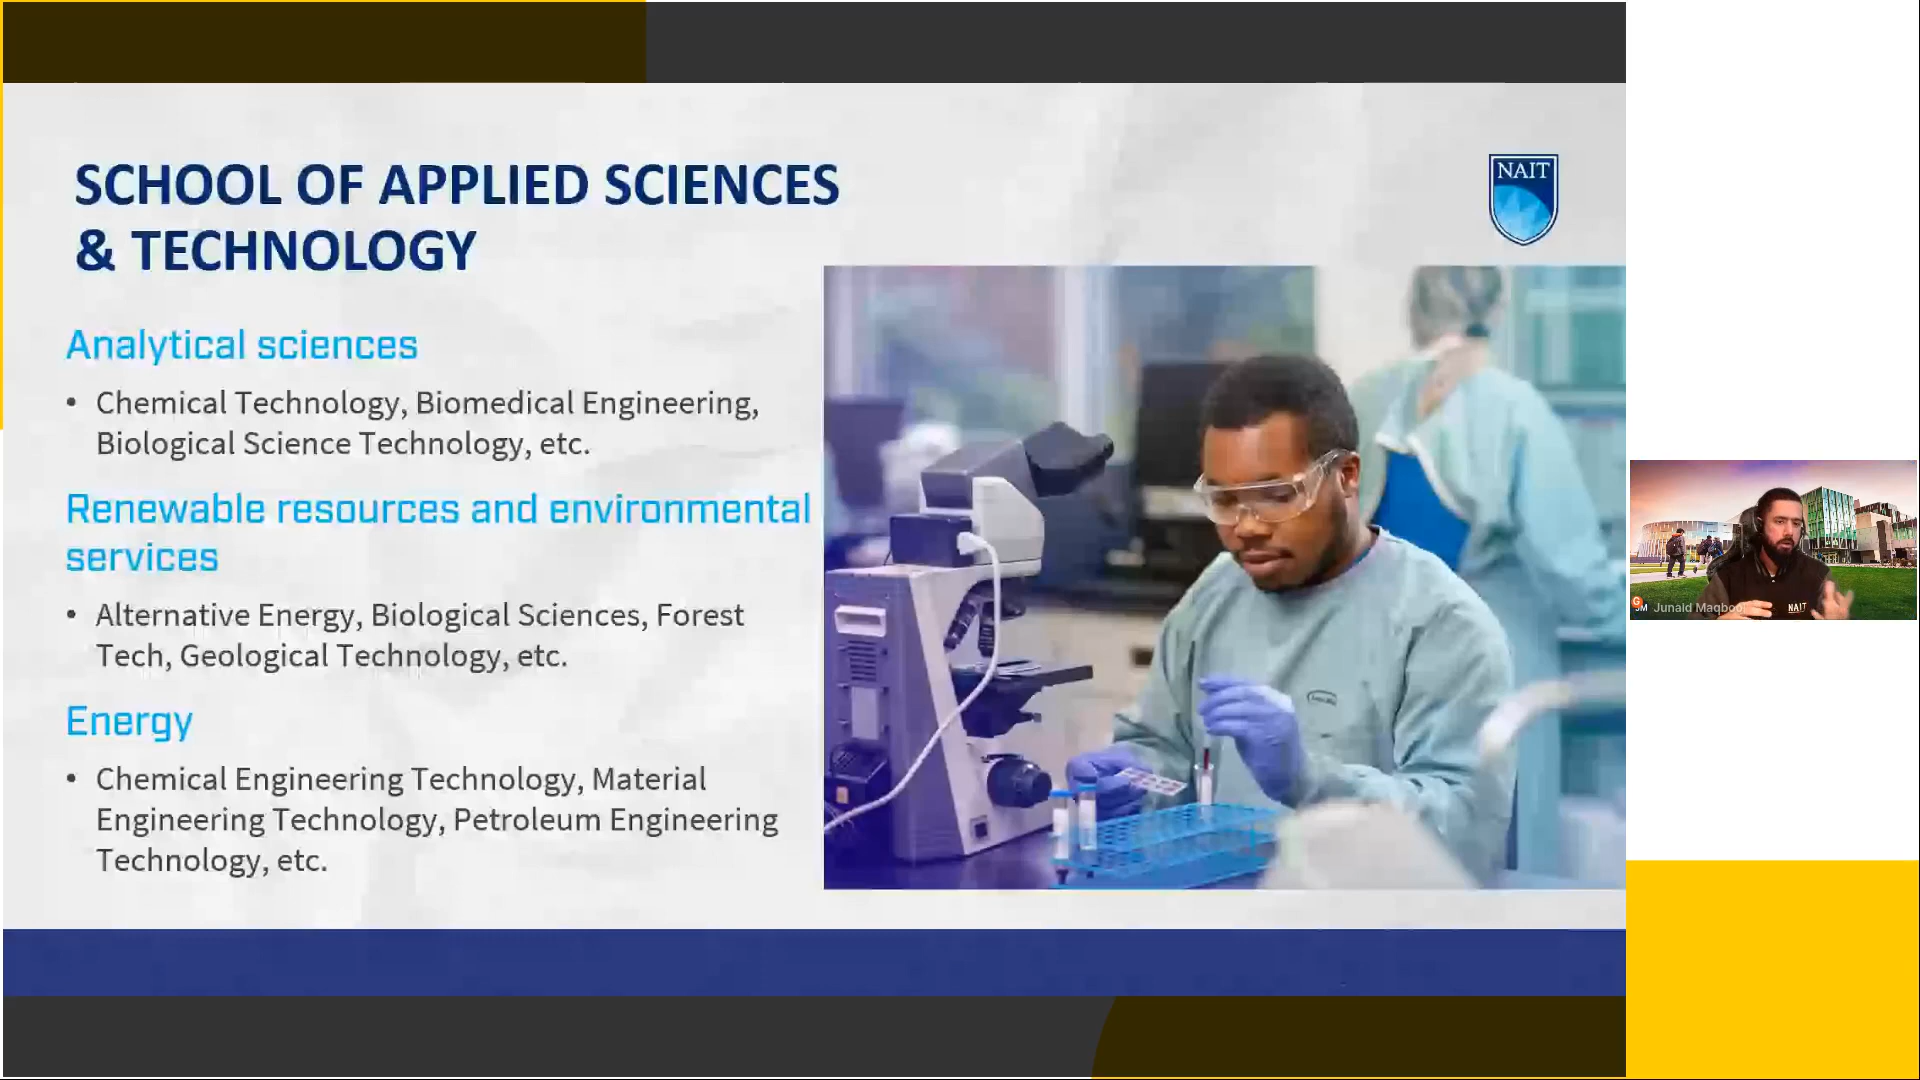 SCHOOL OF APPLIED SCIENCES
& TECHNOLOGY
NAIT
Analytical sciences
• Chemical Technology, Biomedical Engineering,
Biological Science Technology, etc.
Renewable resources and environmental
services
• Alternative Energy, Biological Sciences, Forest
Tech, Geological Technology, etc.
Energy
• Chemical Engineering Technology, Material
Engineering Technology, Petroleum Engineering
Technology, etc.
Junaid Maqbool
NAIT